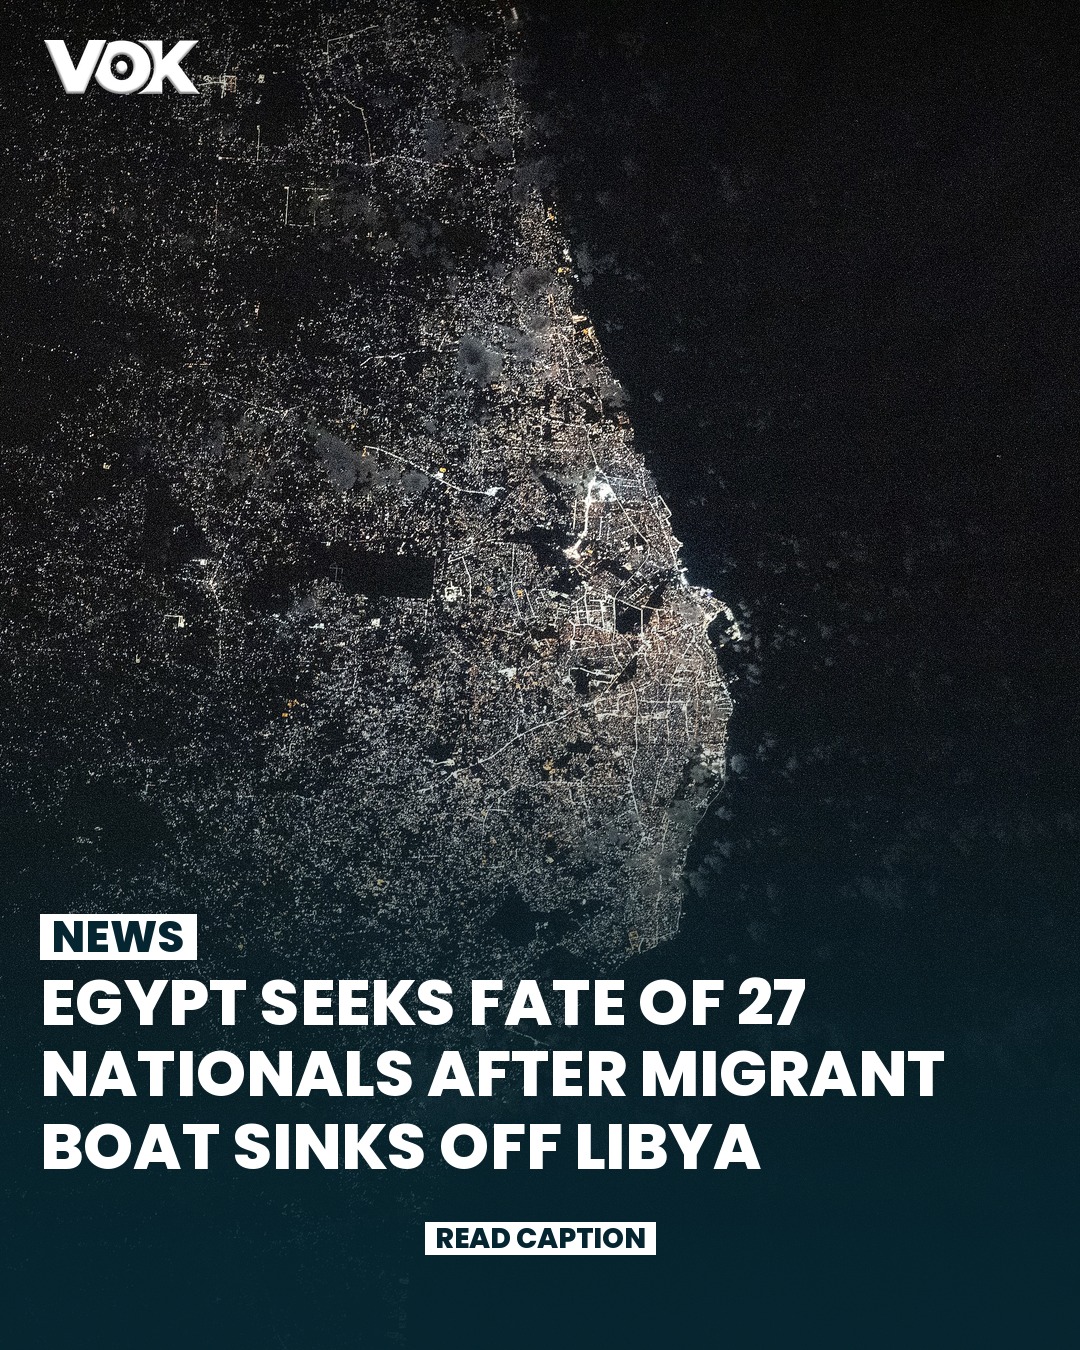 VOK
NEWS
EGYPT SEEKS FATE OF 27
NATIONALS AFTER MIGRANT
BOAT SINKS OFF LIBYA
READ CAPTION